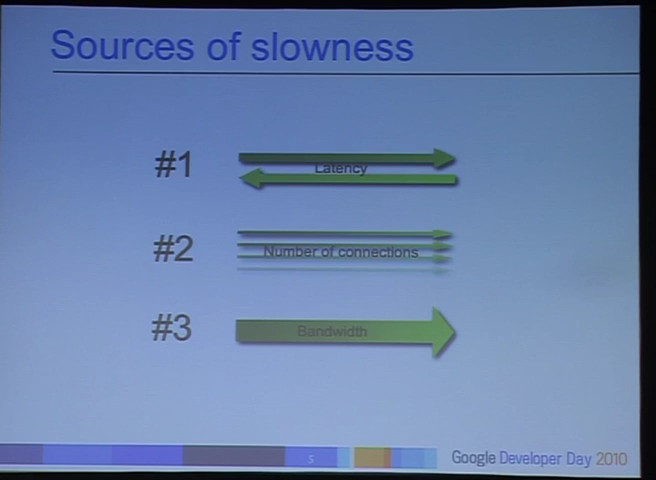 Sources of slowness
#1
Latency
#2
Number of connections
#3
Bandwidth
5
Google Developer Day 2010